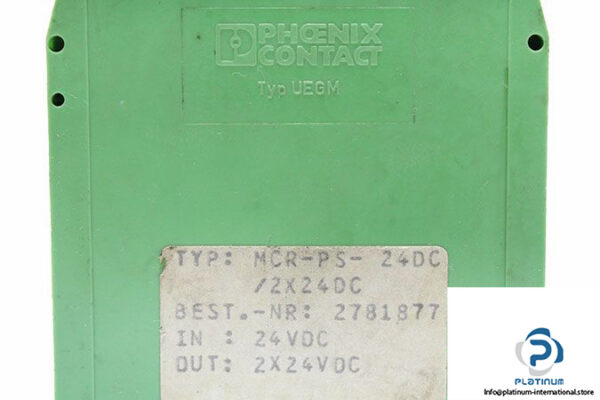 PHŒNIX
CONTACT
Typ UEGM
TYP: MCR-PS- 24DC
/2X24DC
BEST.-NR: 2781877
IN : 24VDC
OUT: 2X24VDC
PLATINUM
Info@platinum-international.store